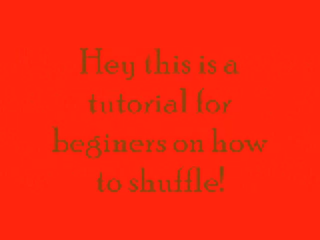 Hey this is a
tutorial for
beginers on how
to shuffle!